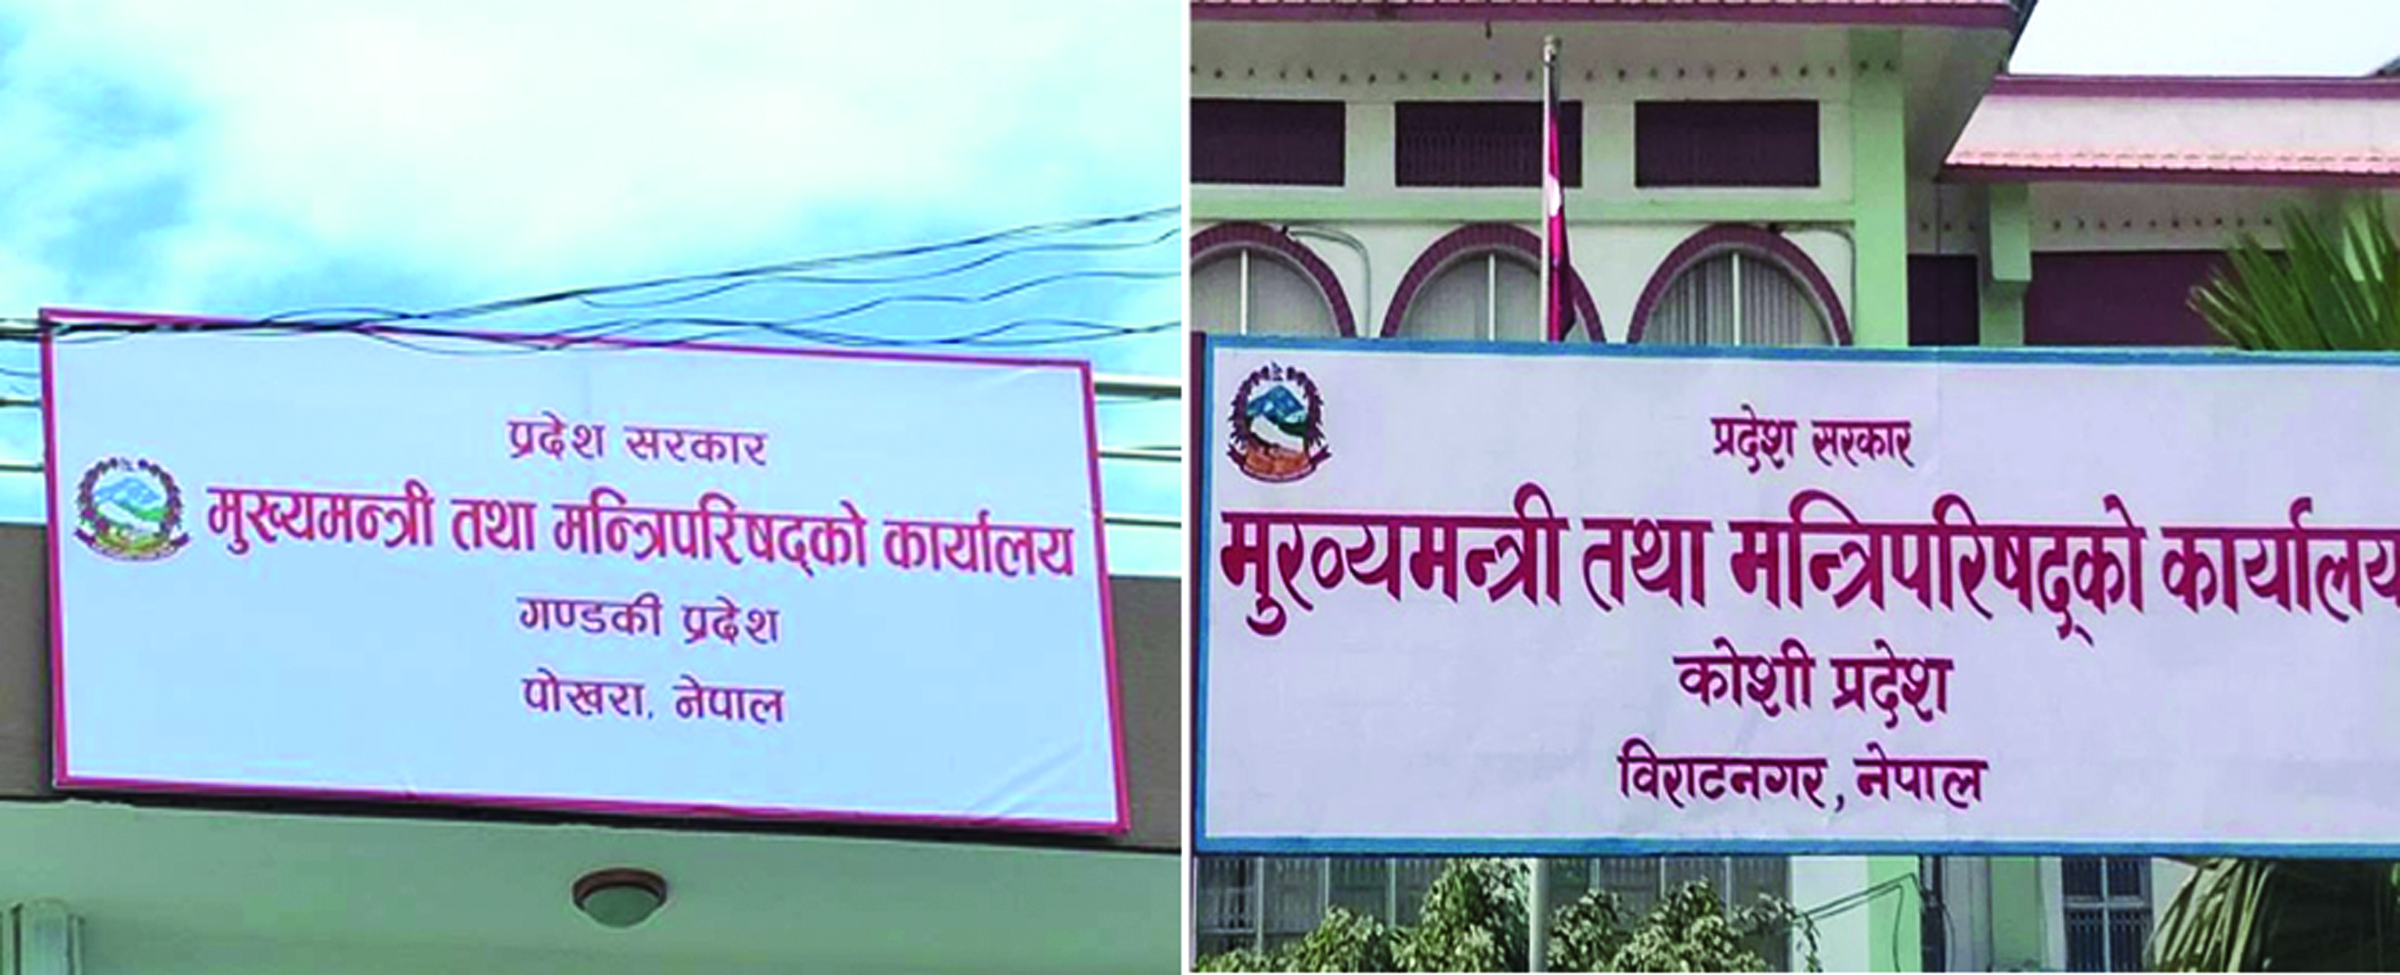 प्रदेश सरकार
मुख्यमन्त्री तथा मन्त्रिपरिषद्को कार्यालय
गण्डकी प्रदेश
पोखरा, नेपाल
प्रदेश सरकार
मुख्यमन्त्री तथा मन्त्रिपरिषद्को कार्यालय
कोशी प्रदेश
विराटनगर, नेपाल